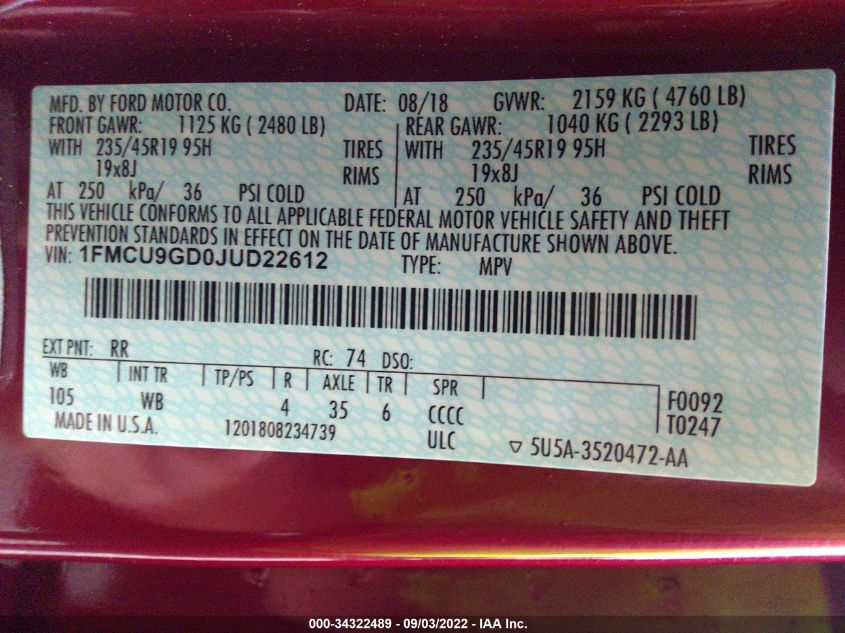 MFD. BY FORD MOTOR CO. DATE: 08/18 GVWR: 2159 KG ( 4760 LB)
FRONT GAWR: 1125 KG ( 2480 LB) REAR GAWR: 1040 KG ( 2293 LB)
WITH 235/45R19 95H TIRES WITH 235/45R19 95H TIRES
19x8J RIMS 19x8J RIMS
AT 250 kPa/ 36 PSI COLD AT 250 kPa/ 36 PSI COLD
THIS VEHICLE CONFORMS TO ALL APPLICABLE FEDERAL MOTOR VEHICLE SAFETY AND THEFT
PREVENTION STANDARDS IN EFFECT ON THE DATE OF MANUFACTURE SHOWN ABOVE.
VIN: 1FMCU9GD0JUD22612 TYPE: MPV
EXT PNT: RR RC: 74 DSO:
WB INT TR TP/PS R AXLE TR SPR
105 WB 4 35 6 CCCC F0092
MADE IN U.S.A. 1201808234739 ULC T0247
5U5A-3520472-AA
000-34322489 - 09/03/2022 - IAA Inc.